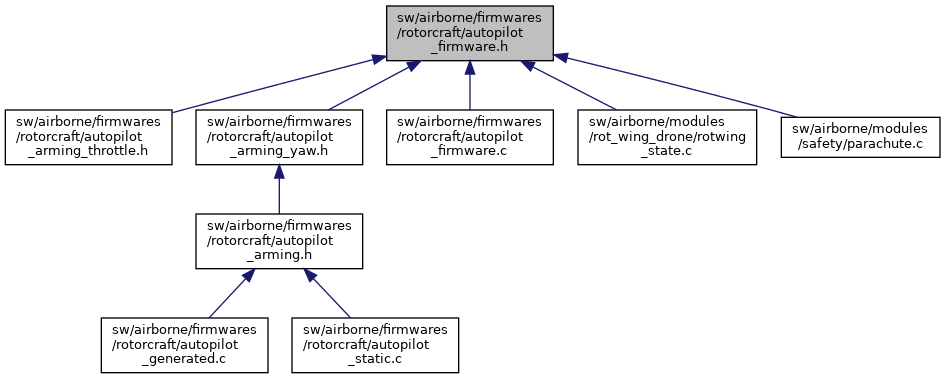 sw/airborne/firmwares
/rotorcraft/autopilot
_firmware.h
sw/airborne/firmwares
/rotorcraft/autopilot
_arming_throttle.h
sw/airborne/firmwares
/rotorcraft/autopilot
_arming_yaw.h
sw/airborne/firmwares
/rotorcraft/autopilot
_firmware.c
sw/airborne/modules
/rot_wing_drone/rotwing
_state.c
sw/airborne/modules
/safety/parachute.c
sw/airborne/firmwares
/rotorcraft/autopilot
_arming.h
sw/airborne/firmwares
/rotorcraft/autopilot
_generated.c
sw/airborne/firmwares
/rotorcraft/autopilot
_static.c